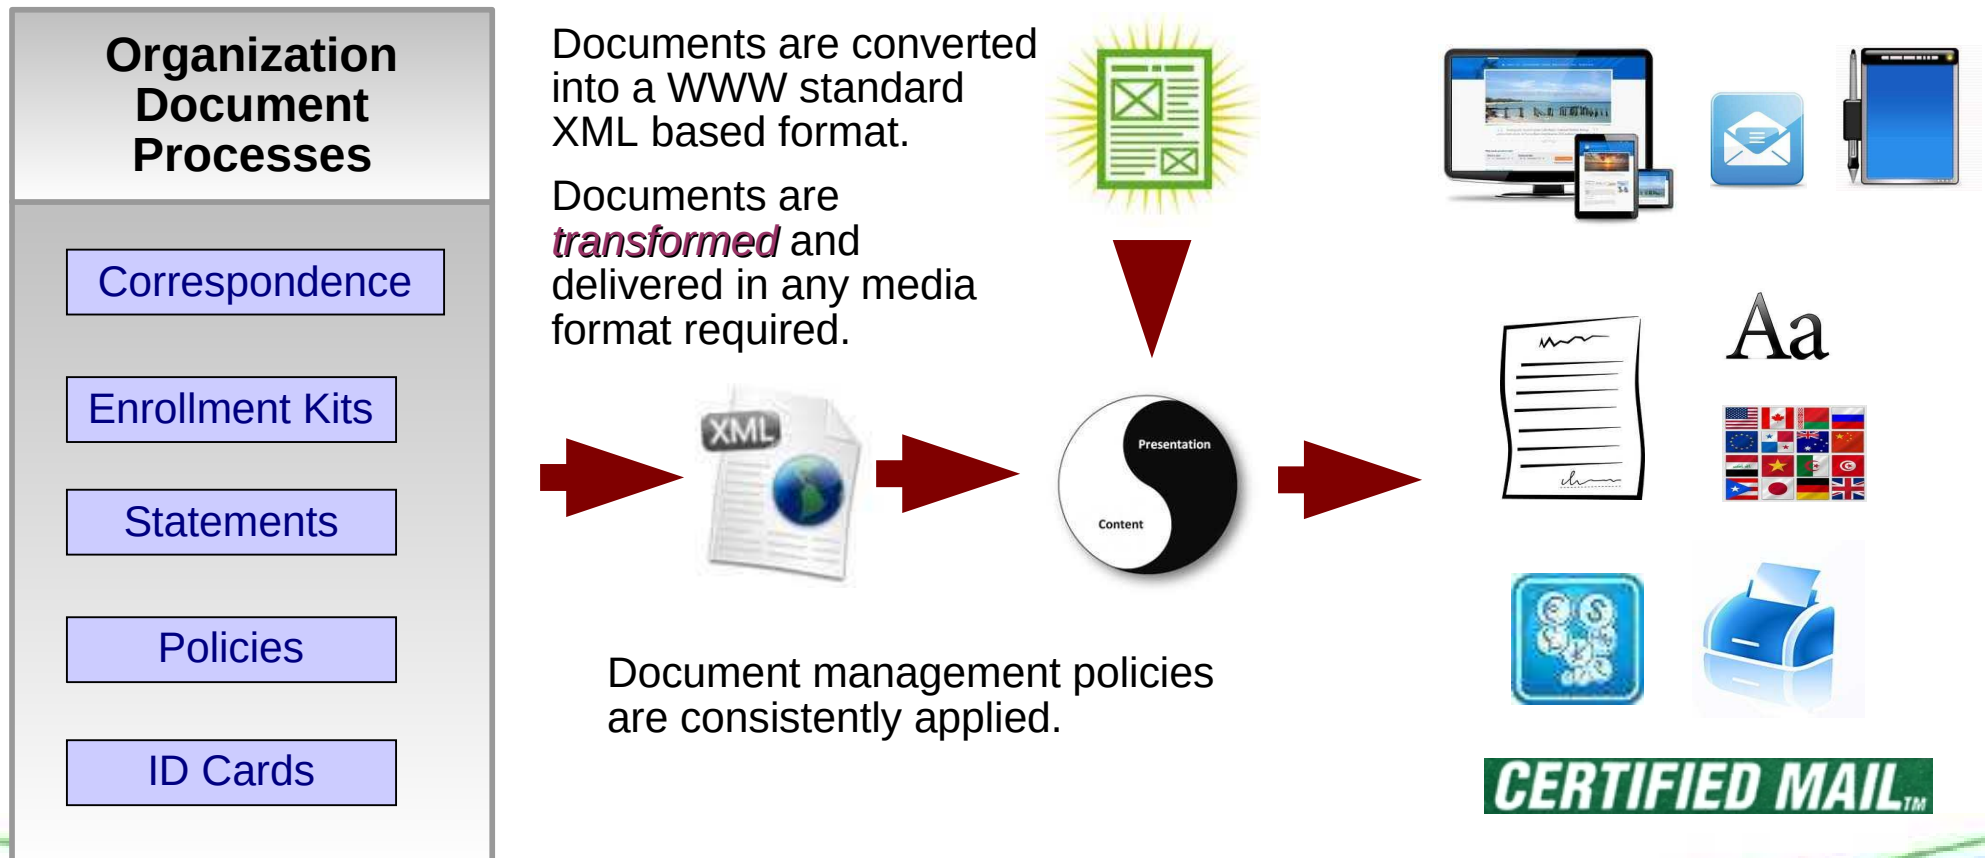 Organization
Document
Processes
Correspondence
Enrollment Kits
Statements
Policies
ID Cards
Documents are converted
into a WWW standard
XML based format.
Documents are
transformed and
delivered in any media
format required.
XML
Presentation
Content
Document management policies
are consistently applied.
Aa
CERTIFIED MAIL TM